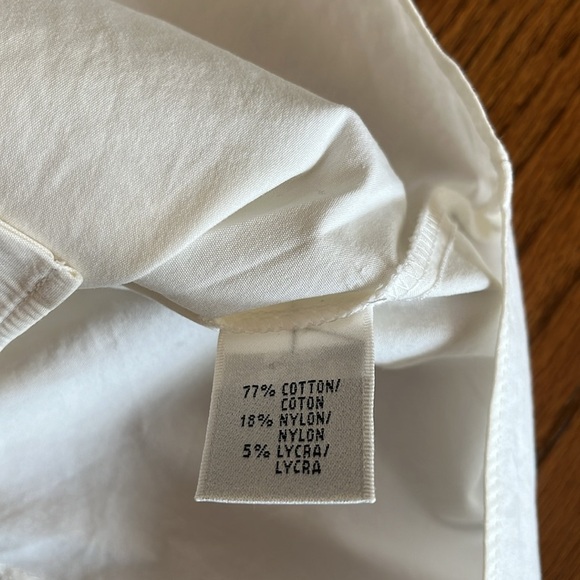 77% COTTON/
COTON
18% NYLON/
NYLON
5% LYCRA/
LYCRA